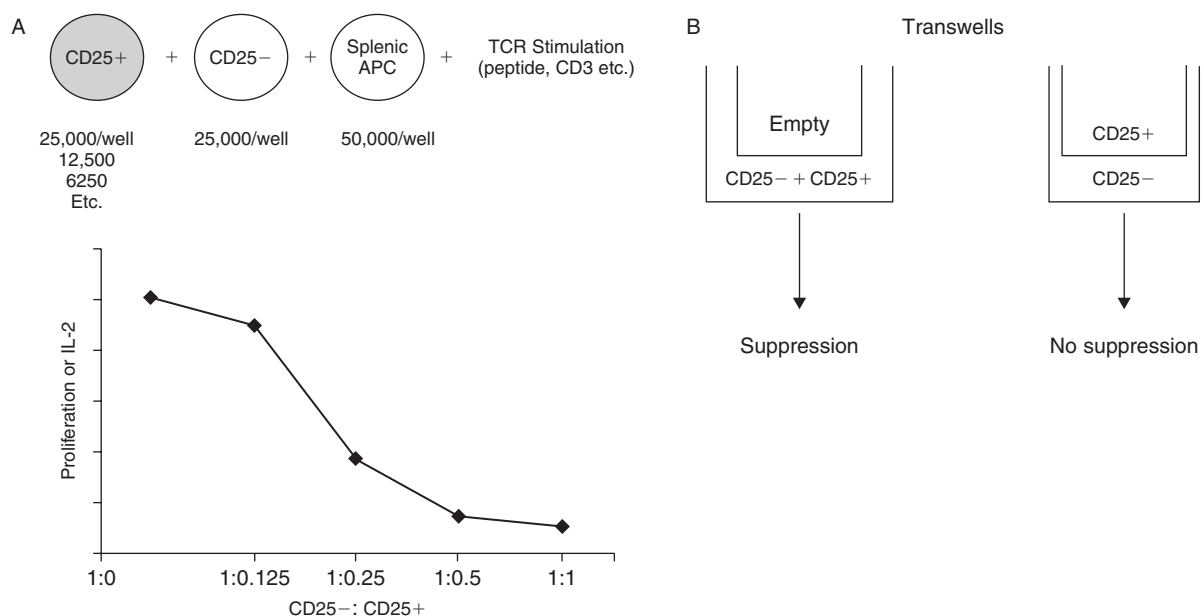 A
CD25+ + CD25− + Splenic APC + TCR Stimulation
(peptide, CD3 etc.)
25,000/well 25,000/well 50,000/well
12,500
6250
Etc.
Proliferation or IL-2
1:0 1:0.125 1:0.25 1:0.5 1:1
CD25−: CD25+
B
Transwells
Empty
CD25− + CD25+
Suppression
CD25+
CD25−
No suppression